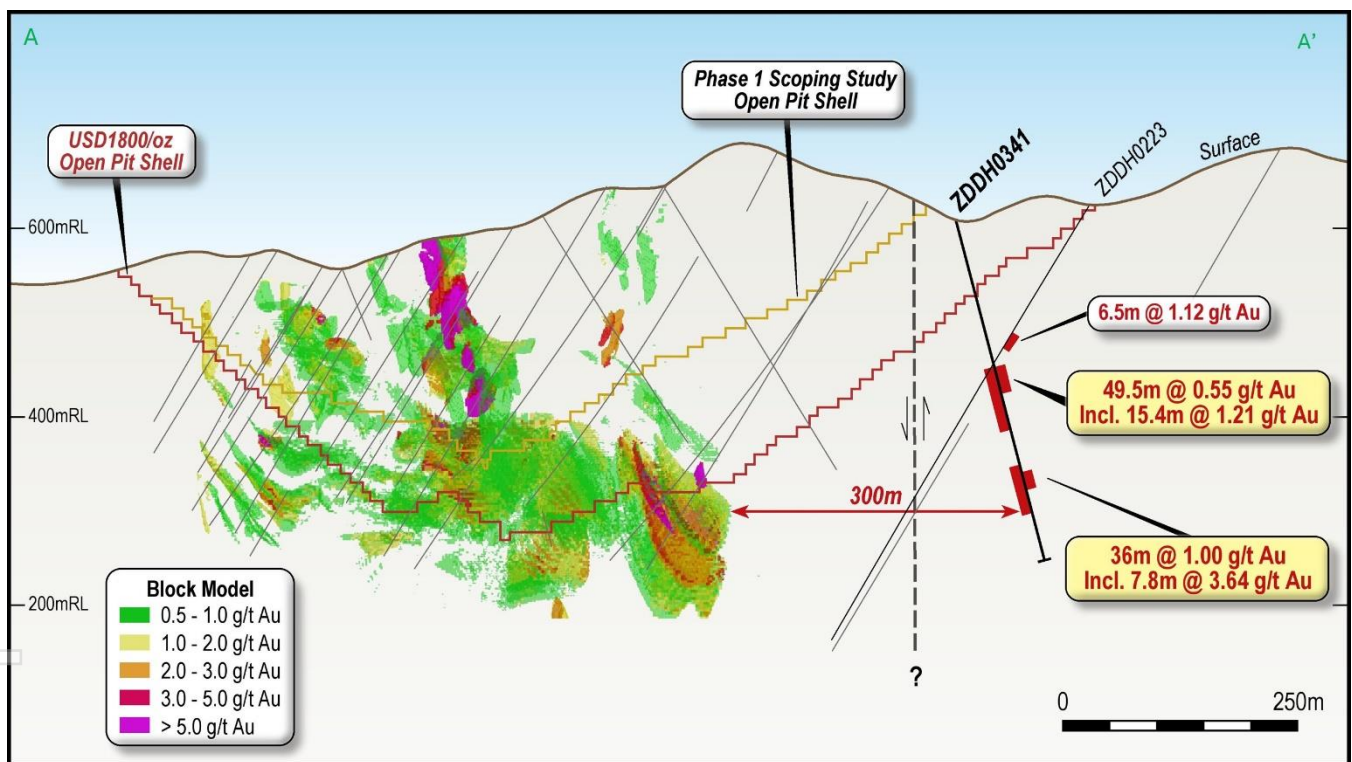 A
A'
Phase 1 Scoping Study
Open Pit Shell
USD1800/oz
Open Pit Shell
ZDDH0341
ZDDH0223
Surface
600mRL
400mRL
200mRL
6.5m @ 1.12 g/t Au
49.5m @ 0.55 g/t Au
Incl. 15.4m @ 1.21 g/t Au
300m
36m @ 1.00 g/t Au
Incl. 7.8m @ 3.64 g/t Au
Block Model
0.5 - 1.0 g/t Au
1.0 - 2.0 g/t Au
2.0 - 3.0 g/t Au
3.0 - 5.0 g/t Au
> 5.0 g/t Au
?
0 250m